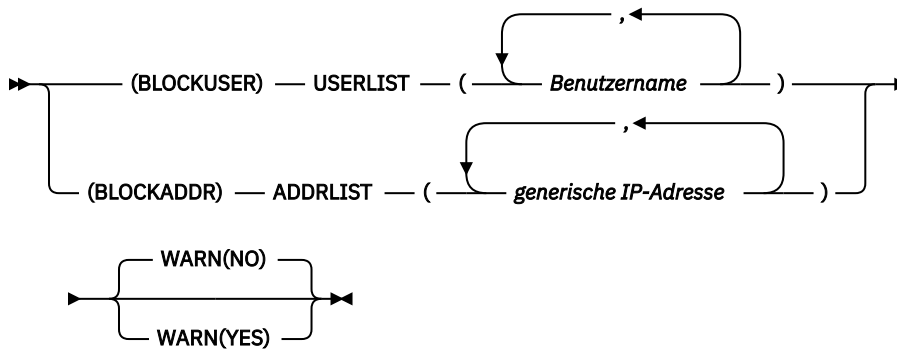 ,
(BLOCKUSER) USERLIST ( Benutzername )
,
(BLOCKADDR) ADDRLIST ( generische IP-Adresse )
WARN(NO)
WARN(YES)